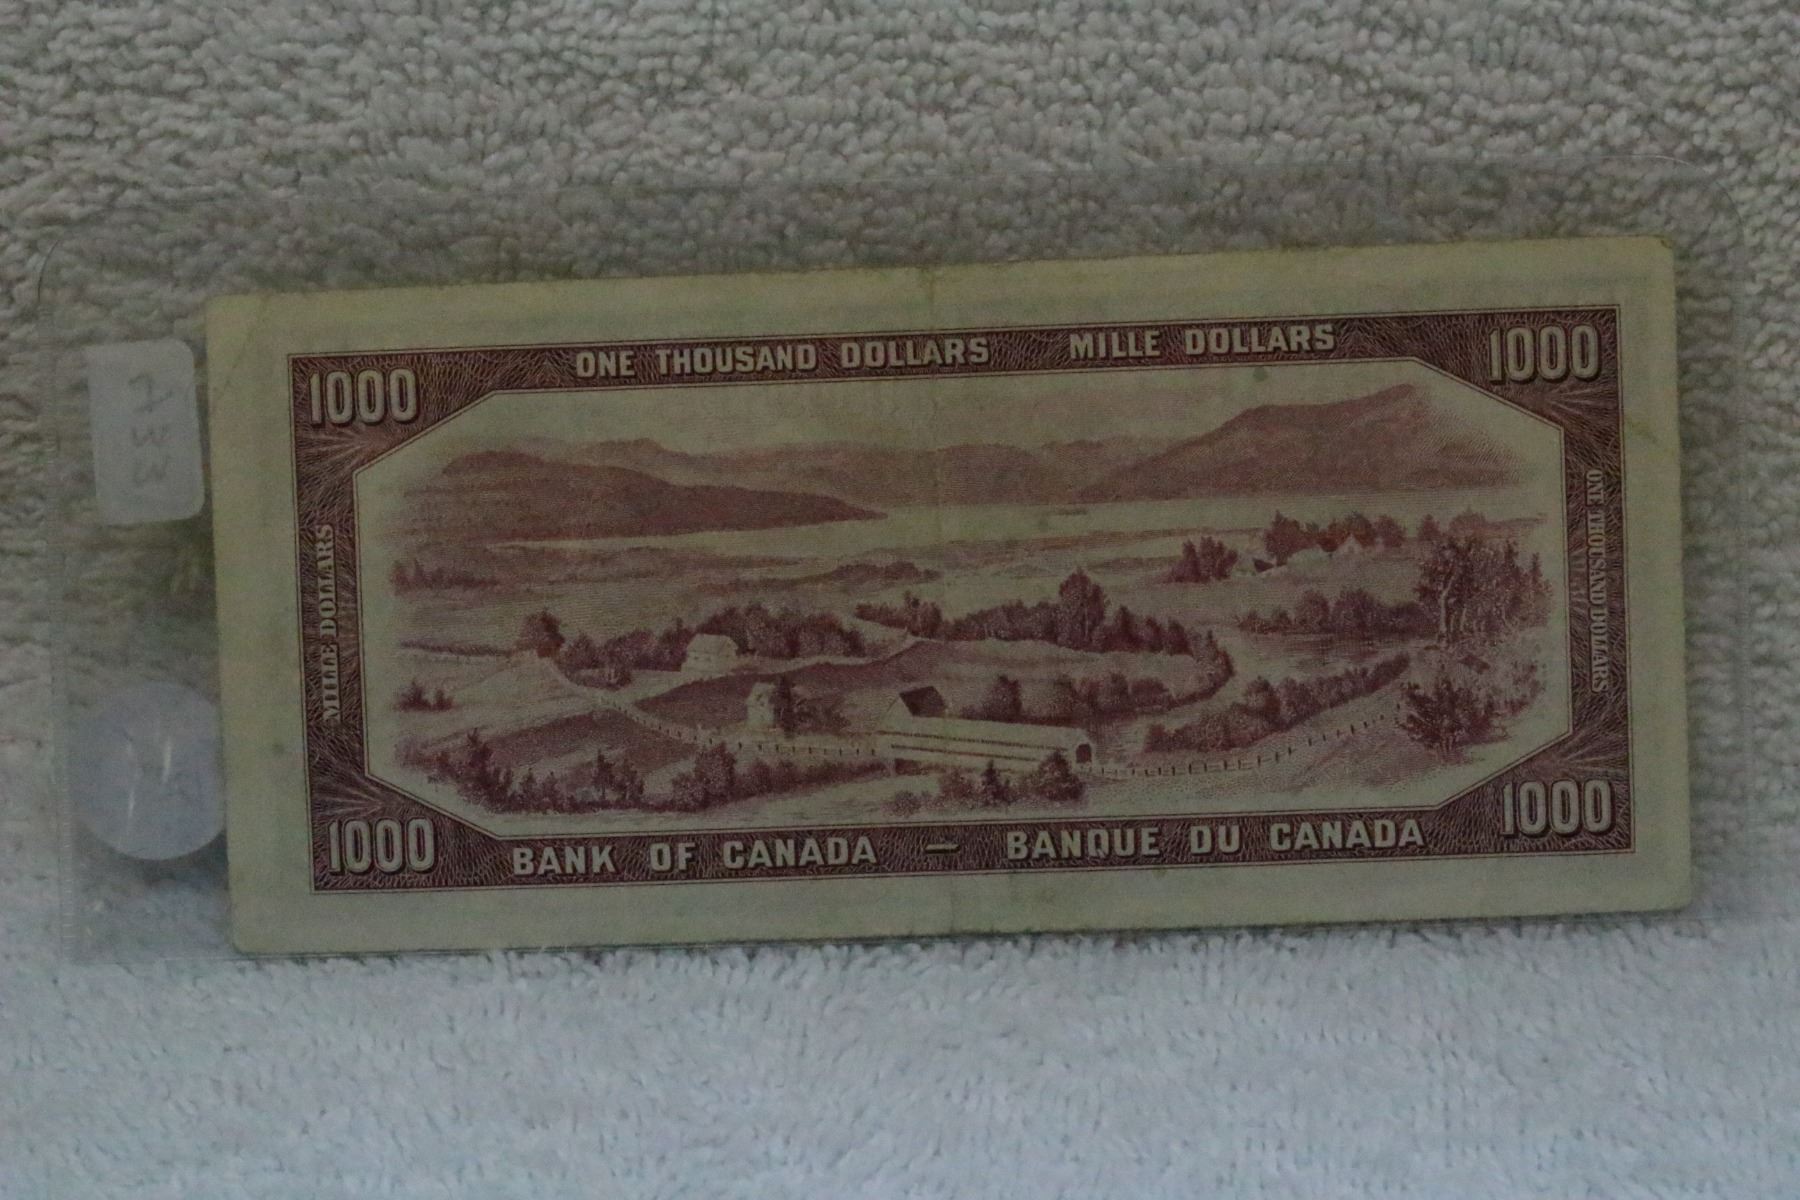 ONE THOUSAND DOLLARS MILLE DOLLARS
1000 1000
MILLE DOLLARS
ONE THOUSAND DOLLARS
1000 1000
BANK OF CANADA — BANQUE DU CANADA